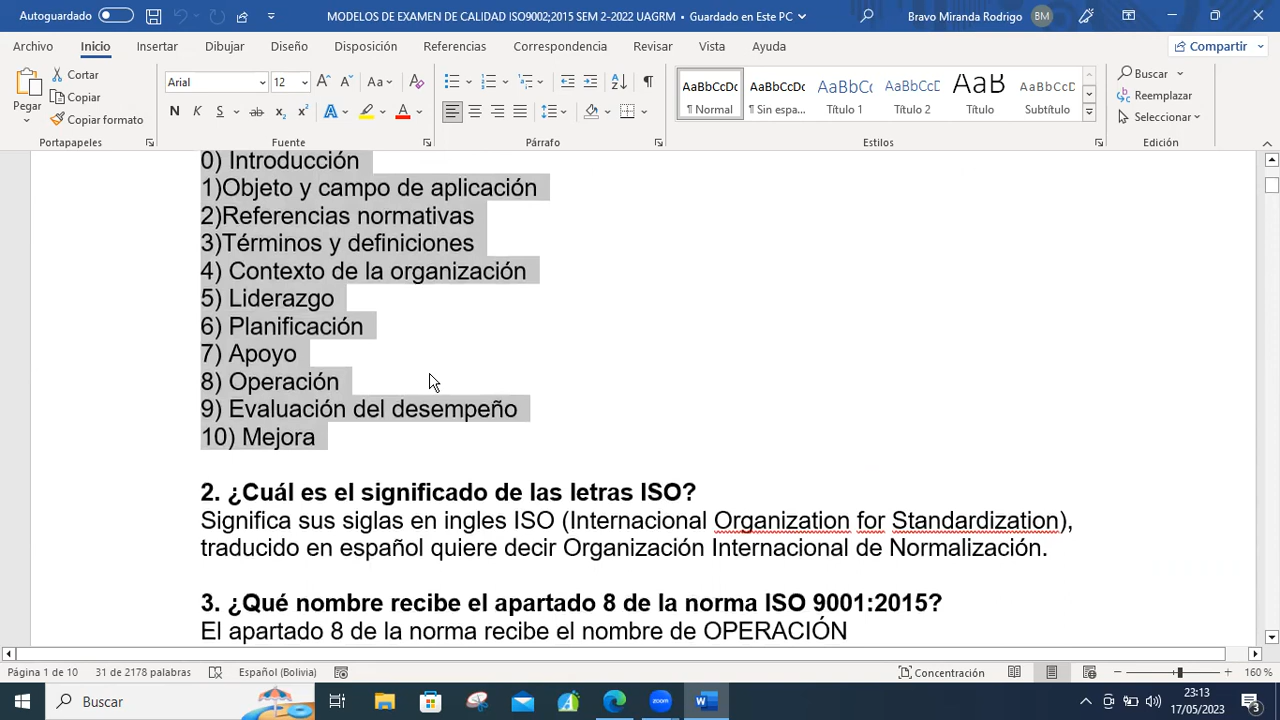 Autoguardado
MODELOS DE EXAMEN DE CALIDAD ISO9002;2015 SEM 2-2022 UAGRM • Guardado en Este PC
Bravo Miranda Rodrigo BM
Archivo Inicio Insertar Dibujar Diseño Disposición Referencias Correspondencia Revisar Vista Ayuda Compartir
Pegar
Cortar
Copiar
Copiar formato
Portapapeles
Arial 12 Aa
N K S ab x₂ x² A A
Fuente
Párrafo
AaBbCcDc AaBbCcDc AaBbCc AaBbCcD AaB AaBbCcD
¶ Normal ¶ Sin espa... Título 1 Título 2 Título Subtítulo
Estilos
Buscar
Reemplazar
Seleccionar
Edición
0) Introducción
1)Objeto y campo de aplicación
2)Referencias normativas
3)Términos y definiciones
4) Contexto de la organización
5) Liderazgo
6) Planificación
7) Apoyo
8) Operación
9) Evaluación del desempeño
10) Mejora
2. ¿Cuál es el significado de las letras ISO?
Significa sus siglas en ingles ISO (Internacional Organization for Standardization),
traducido en español quiere decir Organización Internacional de Normalización.
3. ¿Qué nombre recibe el apartado 8 de la norma ISO 9001:2015?
El apartado 8 de la norma recibe el nombre de OPERACIÓN
Página 1 de 10 31 de 2178 palabras Español (Bolivia) Concentración 160 %
Buscar
zoom
23:13
17/05/2023
3